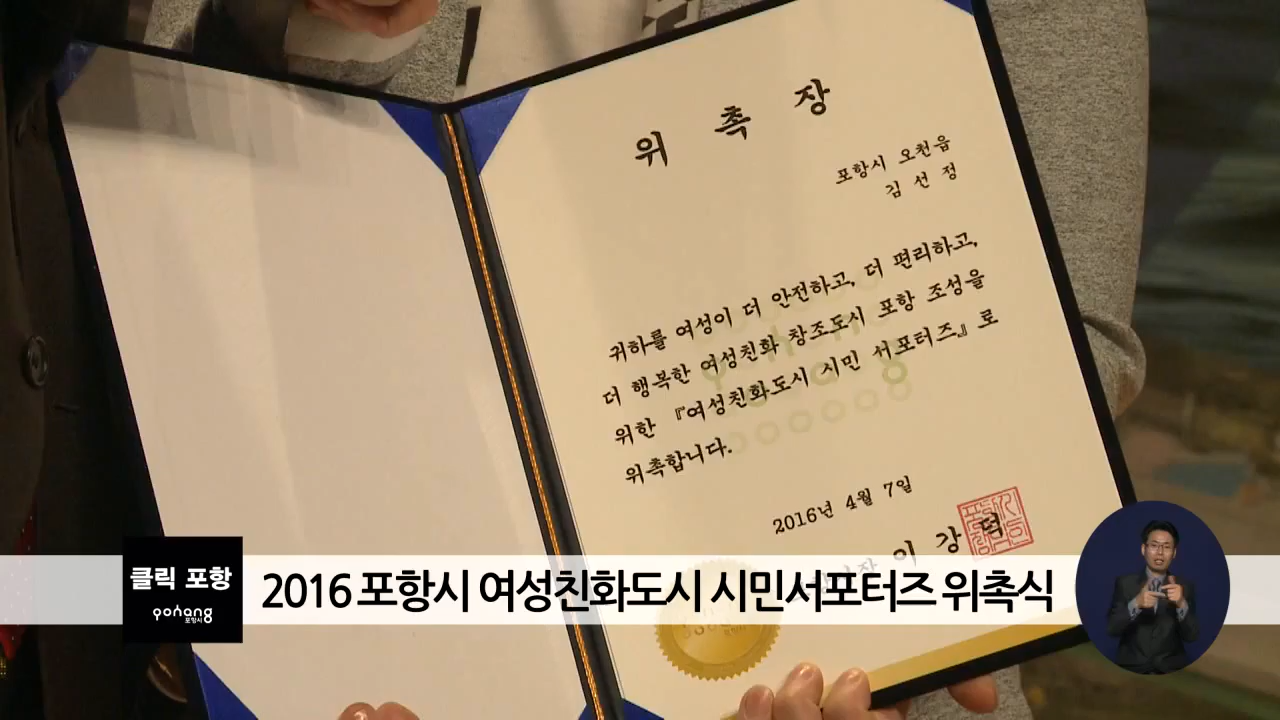 위 촉 장
포항시 오천읍
김 선 정
귀하를 여성이 더 안전하고, 더 편리하고,
더 행복한 여성친화 창조도시 포항 조성을
위한 『여성친화도시 시민 서포터즈』로
위촉합니다.
2016년 4월 7일
이 강 덕
클릭 포항
2016 포항시 여성친화도시 시민서포터즈 위촉식
포항시